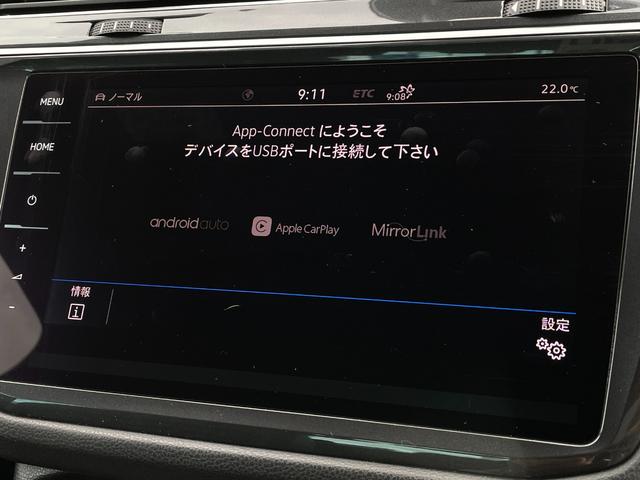 MENU
ノーマル
9:11
ETC
9:08
22.0℃
HOME
App-Connect にようこそ
デバイスをUSBポートに接続して下さい
androidauto
Apple CarPlay
MirrorLink
+
-
情報
i
設定